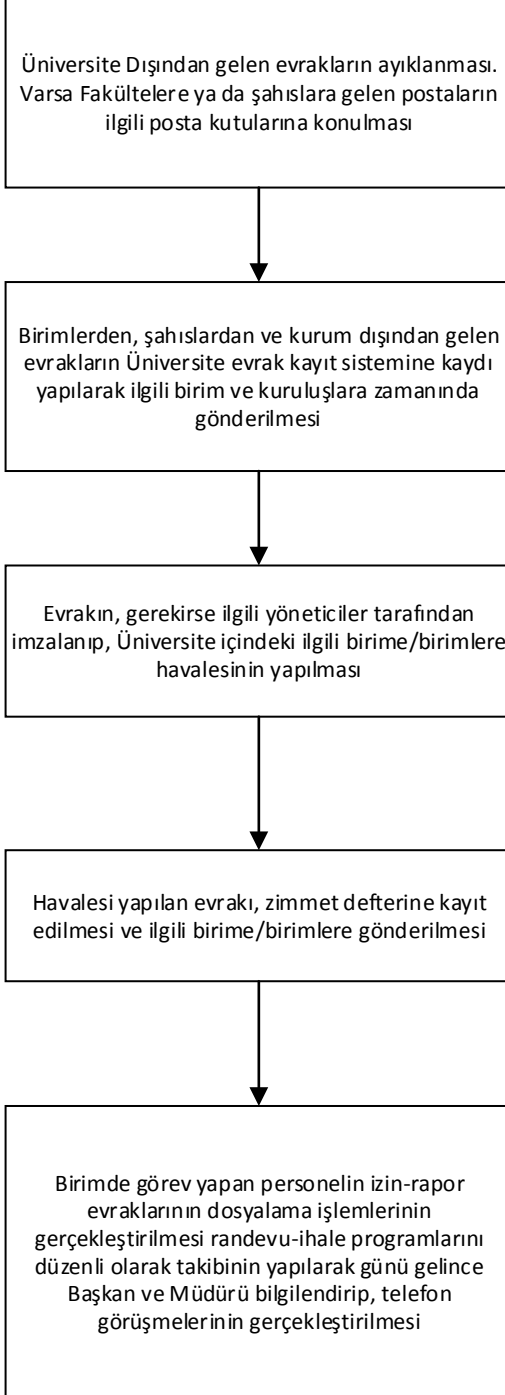 Üniversite Dışından gelen evrakların ayıklanması.
Varsa Fakültelere ya da şahıslara gelen postaların
ilgili posta kutularına konulması
Birimlerden, şahıslardan ve kurum dışından gelen
evrakların Üniversite evrak kayıt sistemine kaydı
yapılarak ilgili birim ve kuruluşlara zamanında
gönderilmesi
Evrakın, gerekirse ilgili yöneticiler tarafından
imzalanıp, Üniversite içindeki ilgili birime/birimlere
havalesinin yapılması
Havalesi yapılan evrakı, zimmet defterine kayıt
edilmesi ve ilgili birime/birimlere gönderilmesi
Birimde görev yapan personelin izin-rapor
evraklarının dosyalama işlemlerinin
gerçekleştirilmesi randevu-ihale programlarını
düzenli olarak takibinin yapılarak günü gelince
Başkan ve Müdürü bilgilendirip, telefon
görüşmelerinin gerçekleştirilmesi